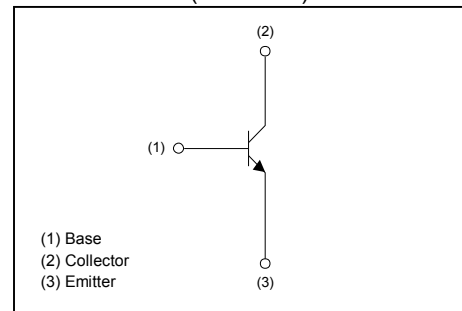 (2)
(1)
(1) Base
(2) Collector
(3) Emitter
(3)